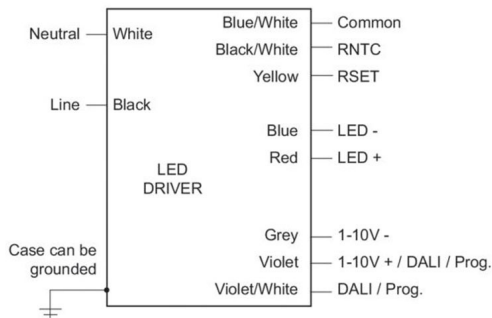 Neutral White Blue/White Common
Black/White RNTC
Yellow RSET
Line Black
Blue LED -
Red LED +
LED
DRIVER
Grey 1-10V -
Case can be
grounded
Violet 1-10V + / DALI / Prog.
Violet/White DALI / Prog.